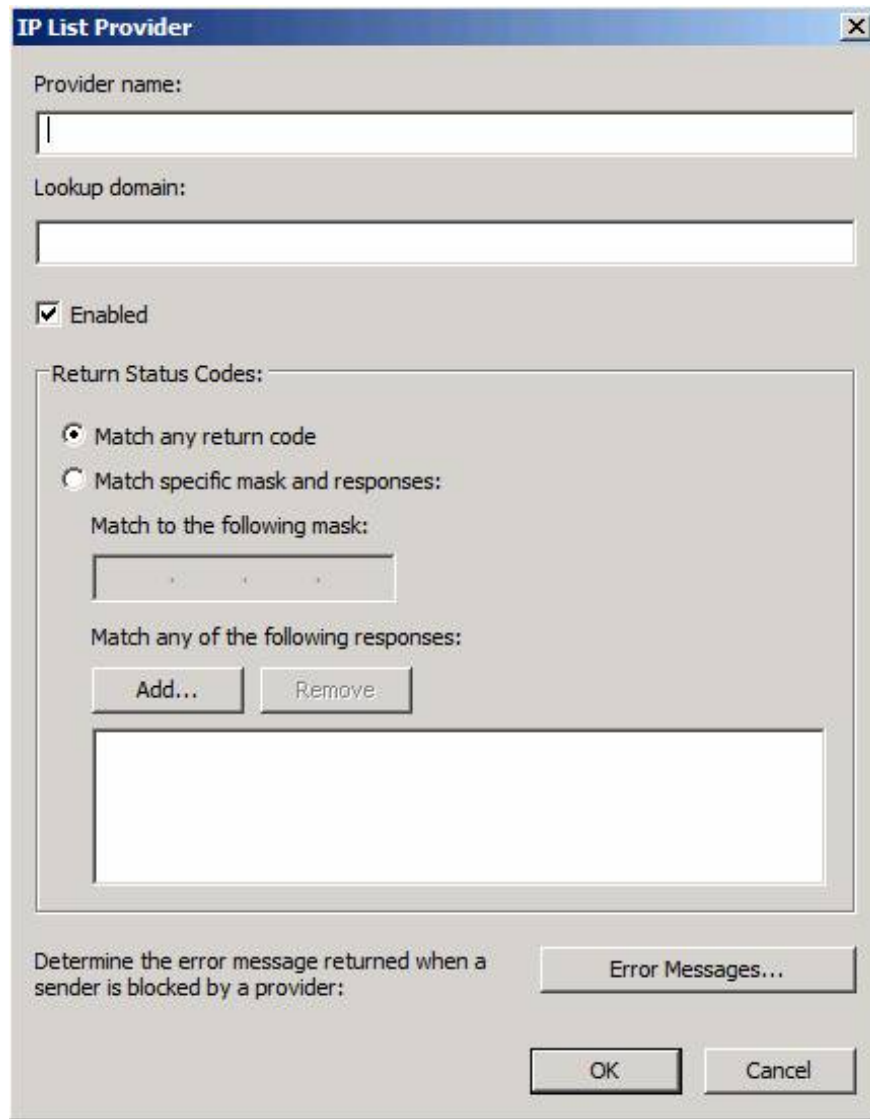 IP List Provider
Provider name:
Lookup domain:
Enabled
Return Status Codes:
Match any return code
Match specific mask and responses:
Match to the following mask:
. . .
Match any of the following responses:
Add...
Remove
Determine the error message returned when a
sender is blocked by a provider:
Error Messages...
OK
Cancel